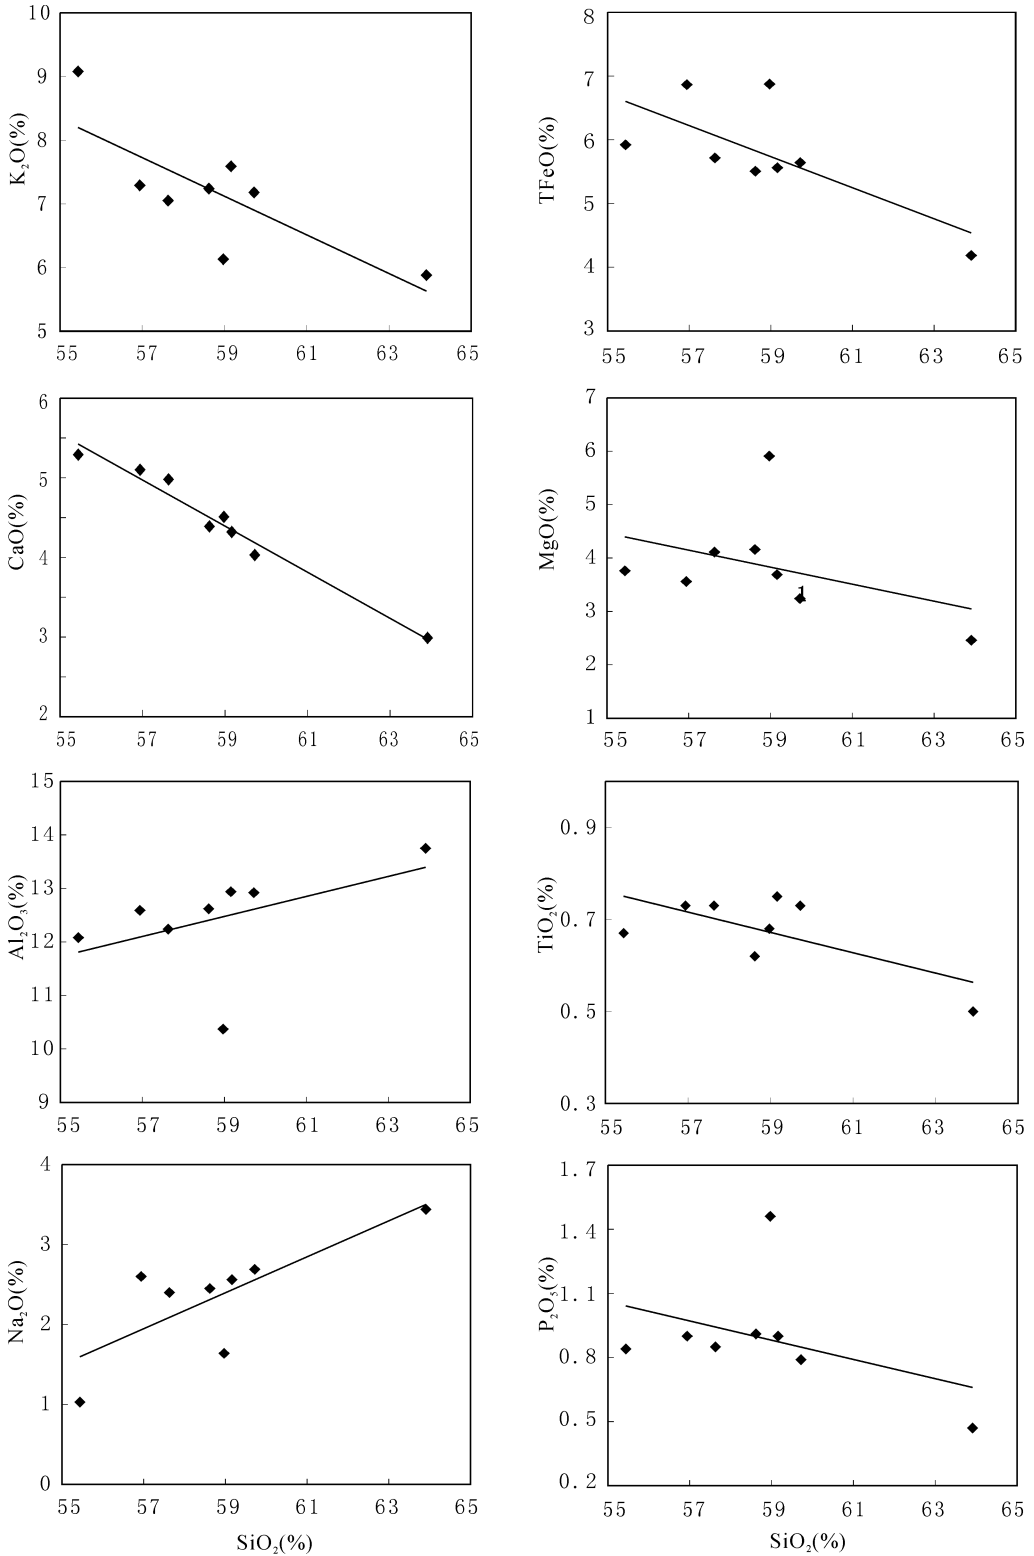 10
9
8
7
6
5
K₂O(%)
55 57 59 61 63 65
8
7
6
5
4
3
TFeO(%)
55 57 59 61 63 65
6
5
4
3
2
CaO(%)
55 57 59 61 63 65
7
6
5
4
3
2
1
MgO(%)
1
55 57 59 61 63 65
15
14
13
12
11
10
9
Al₂O₃(%)
55 57 59 61 63 65
0.9
0.7
0.5
0.3
TiO₂(%)
55 57 59 61 63 65
4
3
2
1
0
Na₂O(%)
55 57 59 61 63 65
SiO₂(%)
1.7
1.4
1.1
0.8
0.5
0.2
P₂O₅(%)
55 57 59 61 63 65
SiO₂(%)